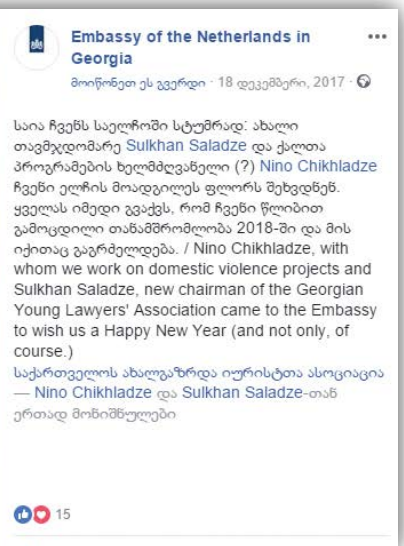 Embassy of the Netherlands in
Georgia
მოიწონეთ ეს გვერდი · 18 დეკემბერი, 2017 ·
საია ჩვენს საელჩოში სტუმრად: ახალი
თავმჯდომარე Sulkhan Saladze და ქალთა
პროგრამების ხელმძღვანელი (?) Nino Chikhladze
ჩვენი ელჩის მოადგილეს ფლორს შეხვდნენ.
ყველას იმედი გვაქვს, რომ ჩვენი წლიბით
გამოცდილი თანამშრომლობა 2018-ში და მის
იქითაც გაგრძელდება. / Nino Chikhladze, with
whom we work on domestic violence projects and
Sulkhan Saladze, new chairman of the Georgian
Young Lawyers' Association came to the Embassy
to wish us a Happy New Year (and not only, of
course.)
საქართველოს ახალგაზრდა იურისტთა ასოციაცია
— Nino Chikhladze და Sulkhan Saladze-თან
ერთად მონიშნულები
15